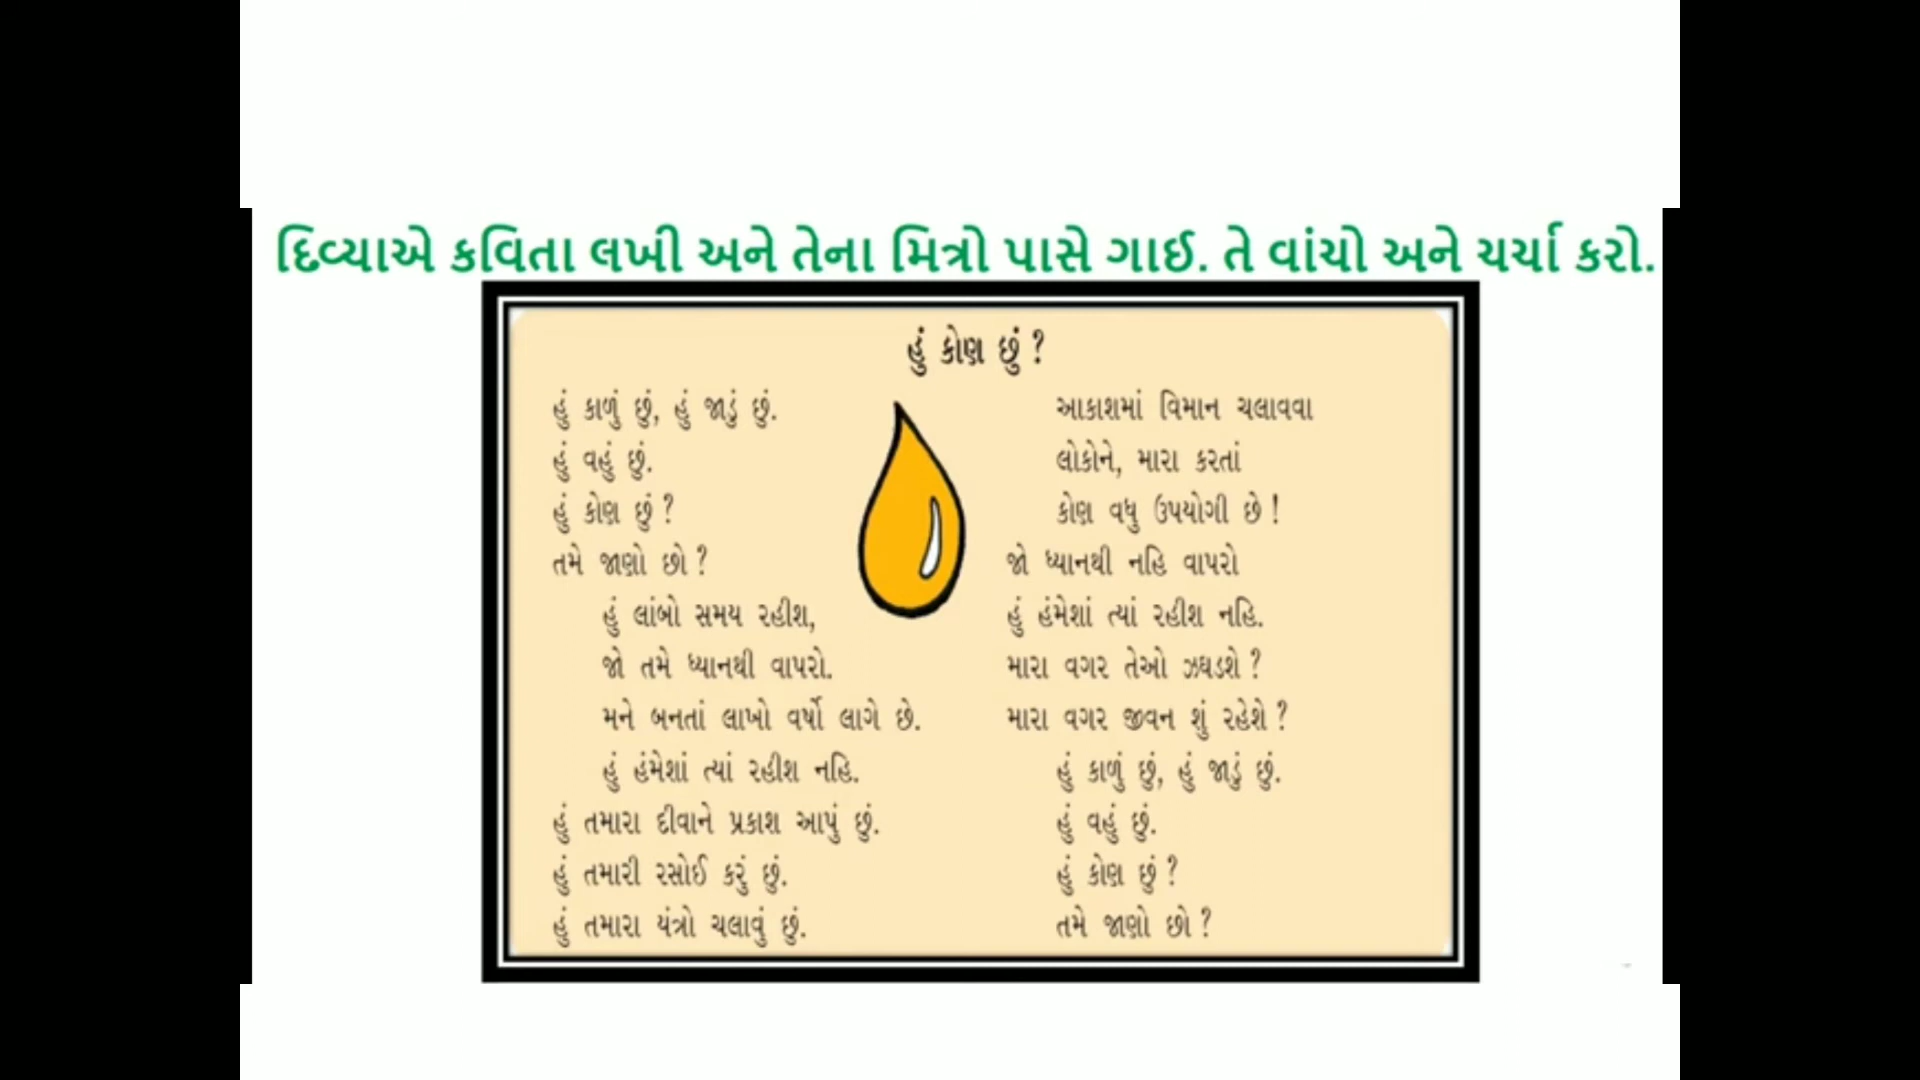 દિવ્યાએ કવિતા લખી અને તેના મિત્રો પાસે ગાઈ. તે વાંચો અને ચર્ચા કરો.
હું કોણ છું ?
હું કાળું છું, હું જાડું છું.
હું વહું છું.
હું કોણ છું ?
તમે જાણો છો ?
હું લાંબો સમય રહીશ,
જો તમે ધ્યાનથી વાપરો.
મને બનતાં લાખો વર્ષો લાગે છે.
હું હંમેશાં ત્યાં રહીશ નહિ.
હું તમારા દીવાને પ્રકાશ આપું છું.
હું તમારી રસોઈ કરું છું.
હું તમારા યંત્રો ચલાવું છું.
આકાશમાં વિમાન ચલાવવા
લોકોને, મારા કરતાં
કોણ વધુ ઉપયોગી છે !
જો ધ્યાનથી નહિ વાપરો
હું હંમેશાં ત્યાં રહીશ નહિ.
મારા વગર તેઓ ઝઘડશે ?
મારા વગર જીવન શું રહેશે ?
હું કાળું છું, હું જાડું છું.
હું વહું છું.
હું કોણ છું ?
તમે જાણો છો ?